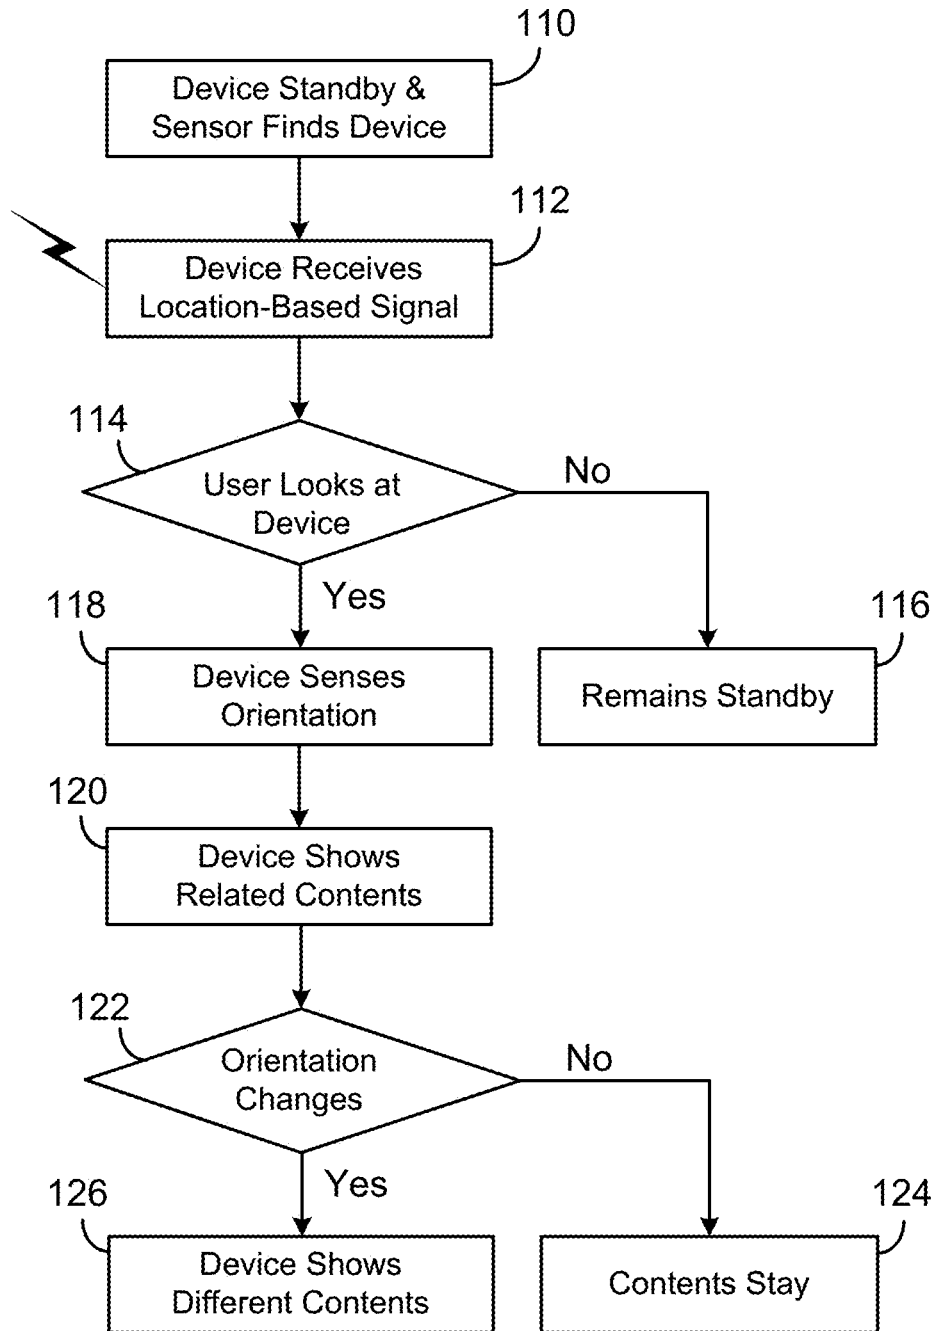 110
Device Standby &
Sensor Finds Device
112
Device Receives
Location-Based Signal
114
User Looks at
Device
No
Yes
118
116
Device Senses
Orientation
Remains Standby
120
Device Shows
Related Contents
122
Orientation
Changes
No
Yes
126
124
Device Shows
Different Contents
Contents Stay